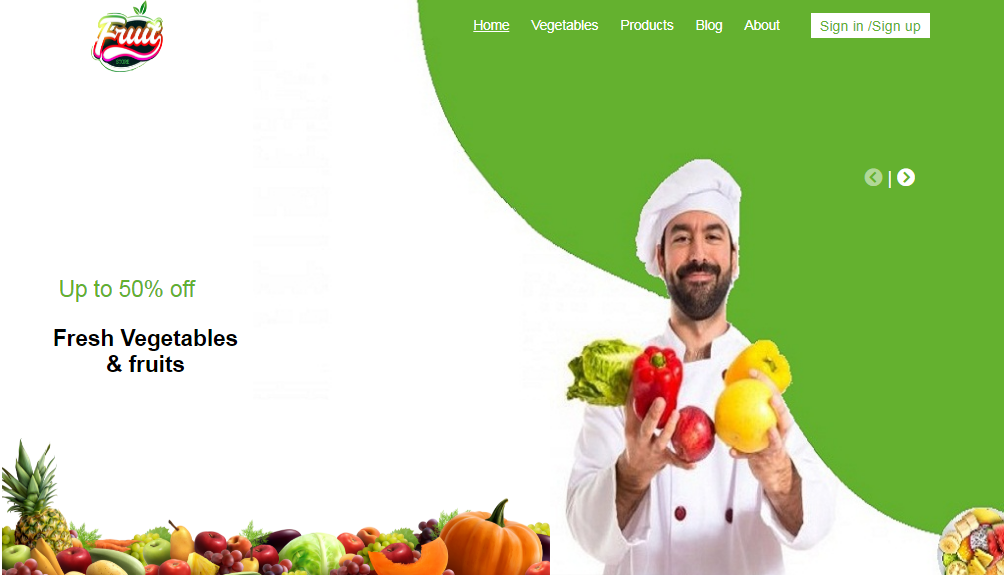 Fruit
STORE
Home Vegetables Products Blog About Sign in /Sign up
|
Up to 50% off
Fresh Vegetables
& fruits